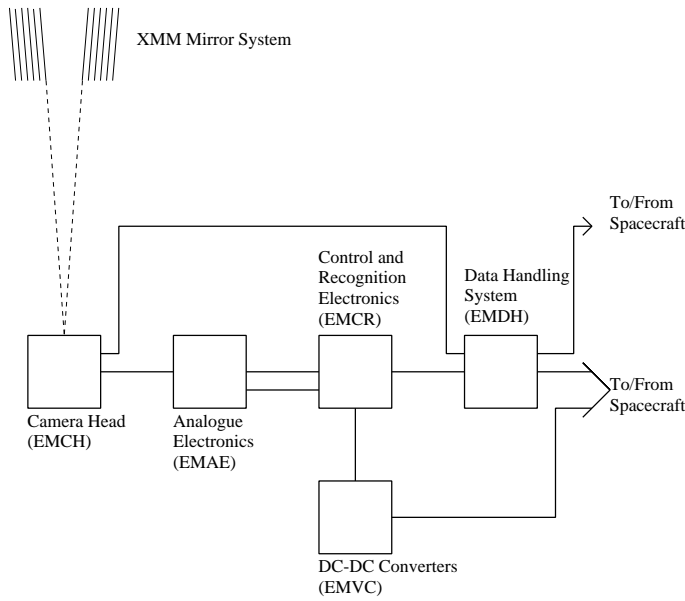 XMM Mirror System
To/From
Spacecraft
Control and
Recognition
Electronics
(EMCR)
Data Handling
System
(EMDH)
To/From
Spacecraft
Camera Head
(EMCH)
Analogue
Electronics
(EMAE)
DC-DC Converters
(EMVC)